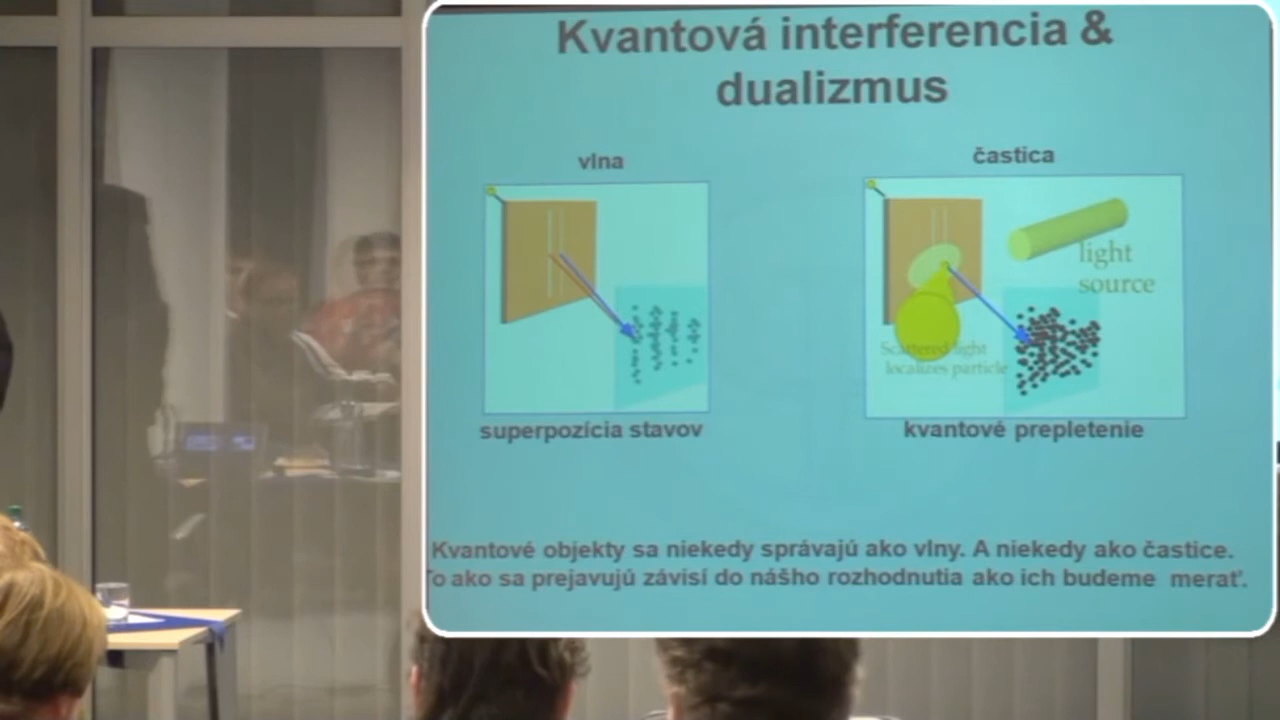 Kvantová interferencia &
dualizmus
vlna
častica
light
source
Scattered light
localizes particle
superpozícia stavov
kvantové prepletenie
Kvantové objekty sa niekedy správajú ako vlny. A niekedy ako častice.
To ako sa prejavujú závisí do nášho rozhodnutia ako ich budeme merať.